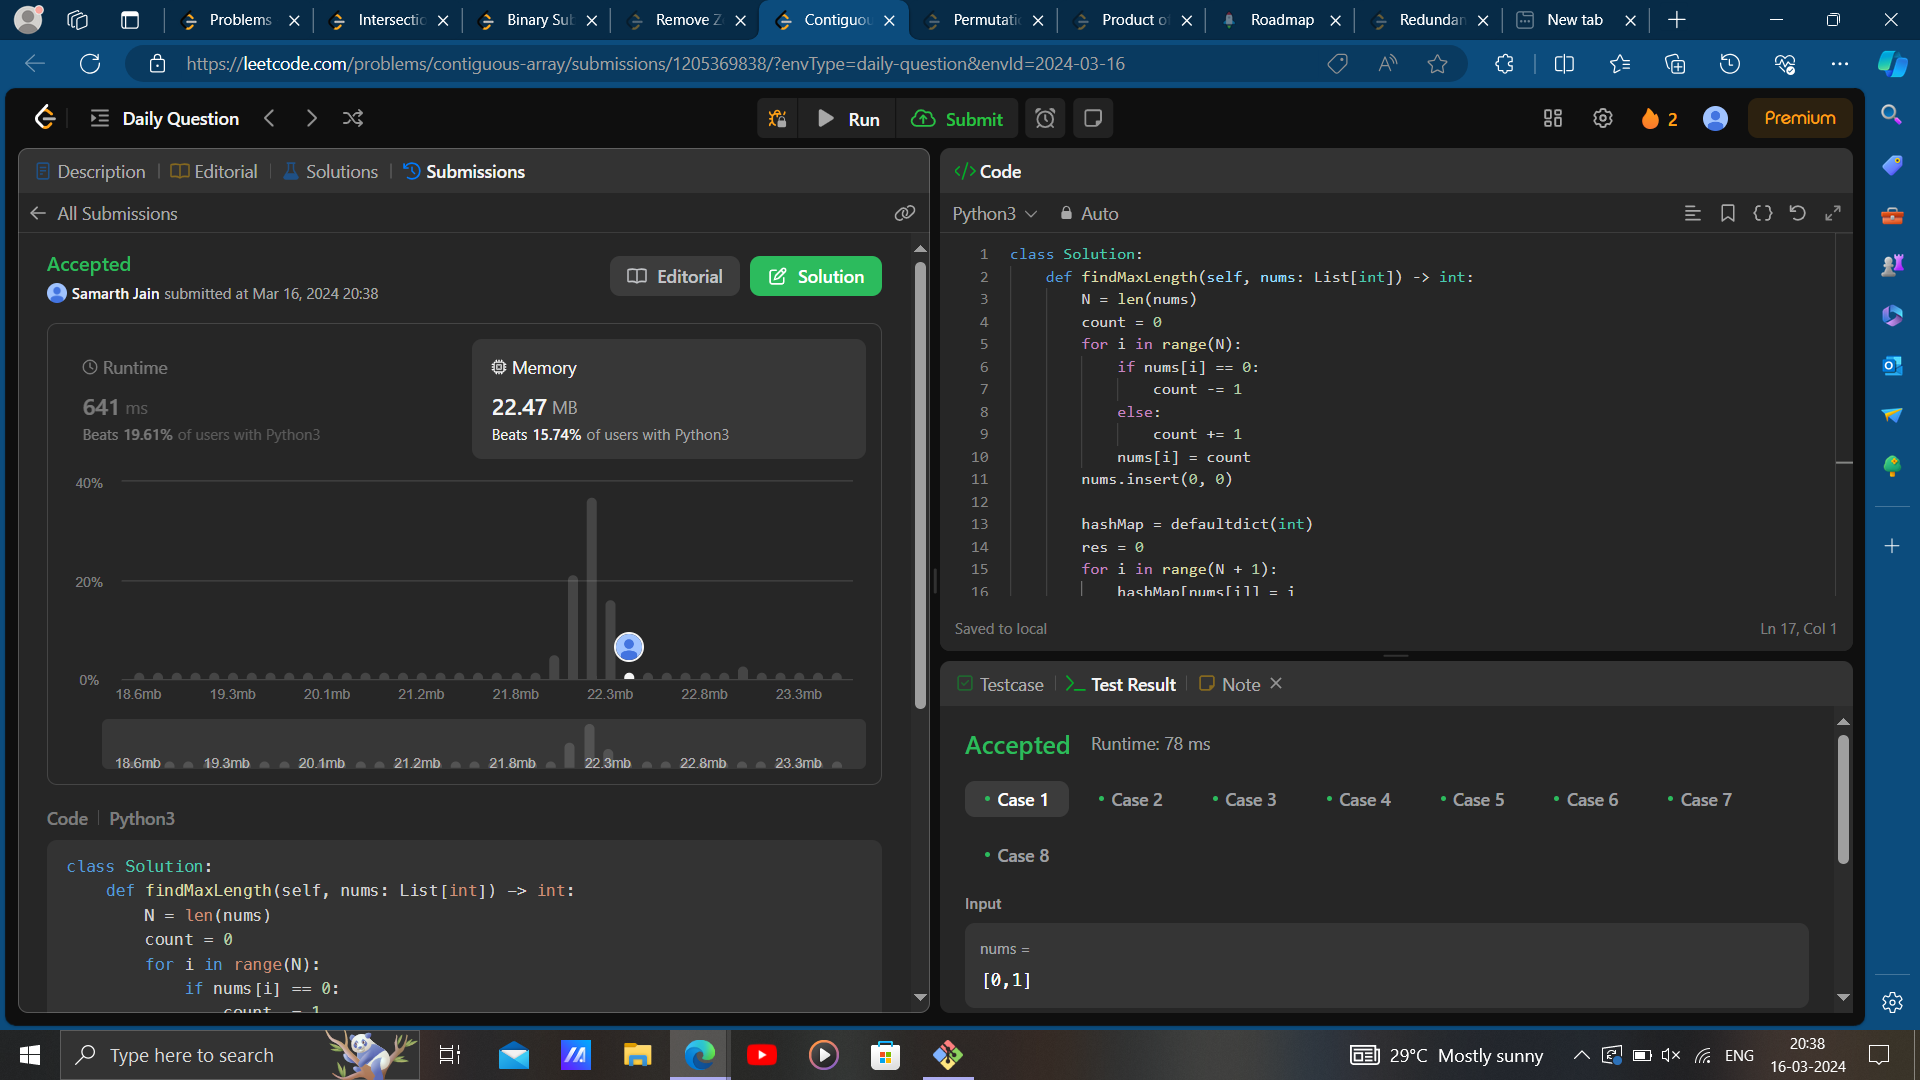 Problems
Intersectio
Binary Sub
Remove Ze
Contiguou
Permutatio
Product of
Roadmap
Redundan
New tab
https://leetcode.com/problems/contiguous-array/submissions/1205369838/?envType=daily-question&envId=2024-03-16
Daily Question
Run
Submit
2
Premium
Description
Editorial
Solutions
Submissions
All Submissions
Accepted
Samarth Jain submitted at Mar 16, 2024 20:38
Editorial
Solution
Runtime
641 ms
Beats 19.61% of users with Python3
Memory
22.47 MB
Beats 15.74% of users with Python3
40%
20%
0%
18.6mb 19.3mb 20.1mb 21.2mb 21.8mb 22.3mb 22.8mb 23.3mb
18.6mb 19.3mb 20.1mb 21.2mb 21.8mb 22.3mb 22.8mb 23.3mb
Code Python3
class Solution:
def findMaxLength(self, nums: List[int]) -> int:
N = len(nums)
count = 0
for i in range(N):
if nums[i] == 0:
count -= 1
Code
Python3
Auto
1 class Solution:
2 def findMaxLength(self, nums: List[int]) -> int:
3 N = len(nums)
4 count = 0
5 for i in range(N):
6 if nums[i] == 0:
7 count -= 1
8 else:
9 count += 1
10 nums[i] = count
11 nums.insert(0, 0)
12
13 hashMap = defaultdict(int)
14 res = 0
15 for i in range(N + 1):
16 hashMap[nums[i]] = i
Saved to local
Ln 17, Col 1
Testcase
Test Result
Note
Accepted Runtime: 78 ms
Case 1 Case 2 Case 3 Case 4 Case 5 Case 6 Case 7
Case 8
Input
nums =
[0,1]
Type here to search
29°C Mostly sunny
ENG
20:38
16-03-2024